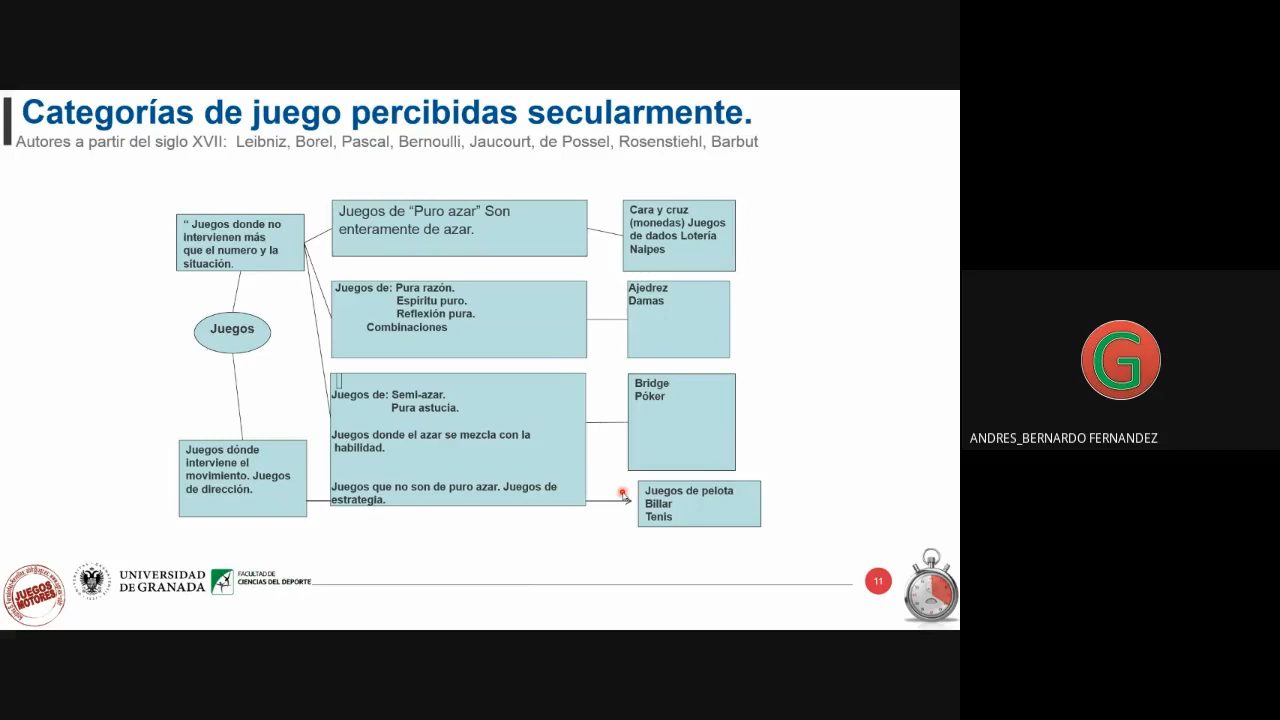 Categorías de juego percibidas secularmente.
Autores a partir del siglo XVII: Leibniz, Borel, Pascal, Bernoulli, Jaucourt, de Possel, Rosenstiehl, Barbut
“ Juegos donde no
intervienen más
que el numero y la
situación.
Juegos de “Puro azar” Son
enteramente de azar.
Cara y cruz
(monedas) Juegos
de dados Lotería
Naipes
Juegos de: Pura razón.
Espíritu puro.
Reflexión pura.
Combinaciones
Ajedrez
Damas
Juegos
Juegos de: Semi-azar.
Pura astucia.
Juegos donde el azar se mezcla con la
habilidad.
Juegos que no son de puro azar. Juegos de
estrategia.
Bridge
Póker
Juegos dónde
interviene el
movimiento. Juegos
de dirección.
Juegos de pelota
Billar
Tenis
JUEGOS
MOTORES
UNIVERSIDAD
DE GRANADA
FACULTAD DE
CIENCIAS DEL DEPORTE
11
G
ANDRES_BERNARDO FERNANDEZ